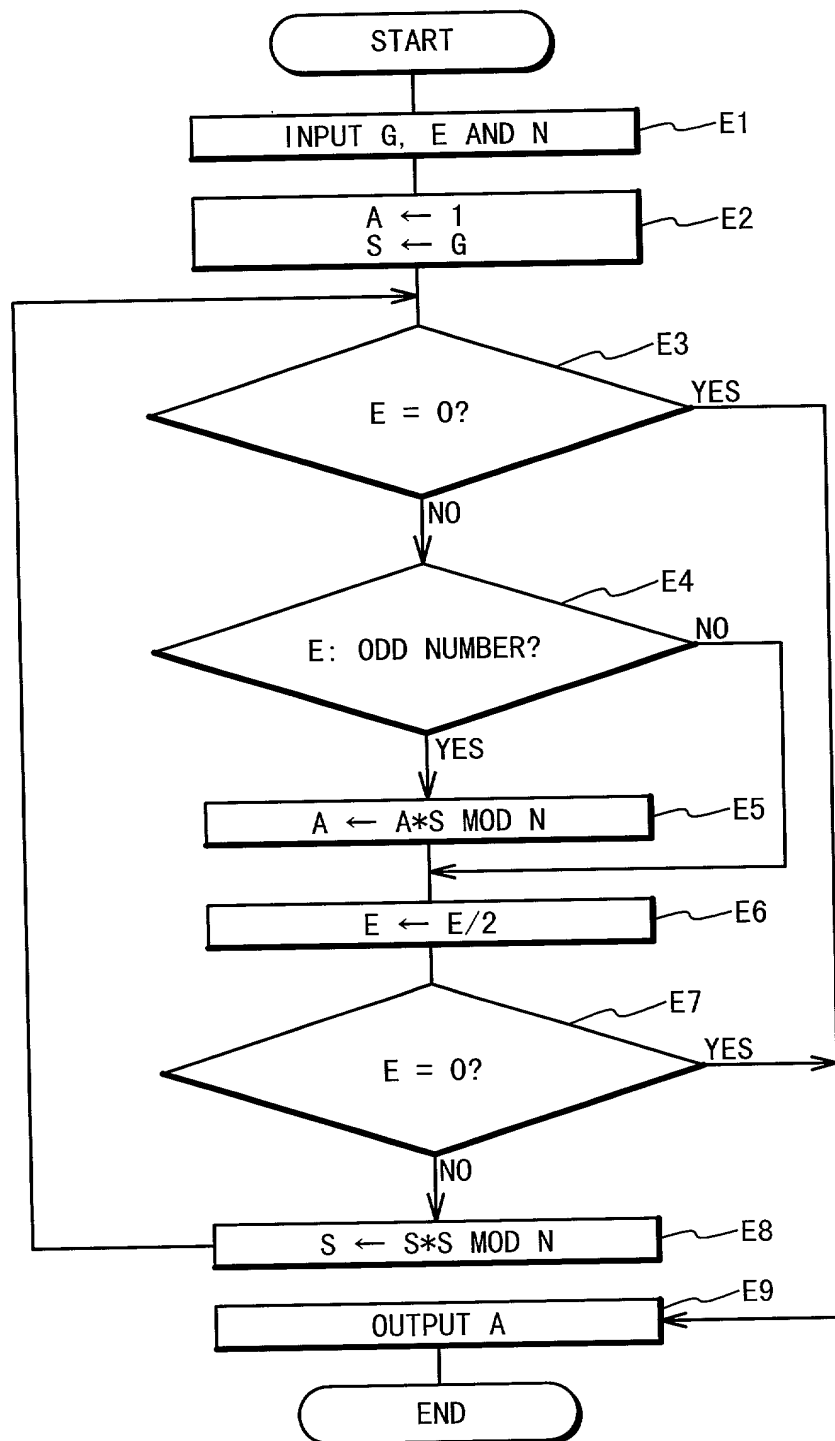 START
INPUT G, E AND N
E1
A ← 1
S ← G
E2
E3
E = 0?
YES
NO
E4
E: ODD NUMBER?
NO
YES
A ← A*S MOD N
E5
E ← E/2
E6
E7
E = 0?
YES
NO
S ← S*S MOD N
E8
E9
OUTPUT A
END